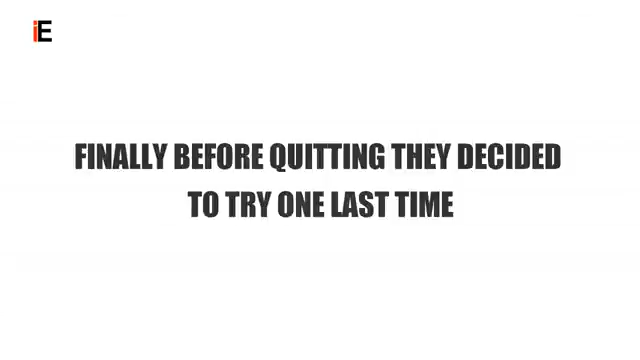 iE
FINALLY BEFORE QUITTING THEY DECIDED
TO TRY ONE LAST TIME